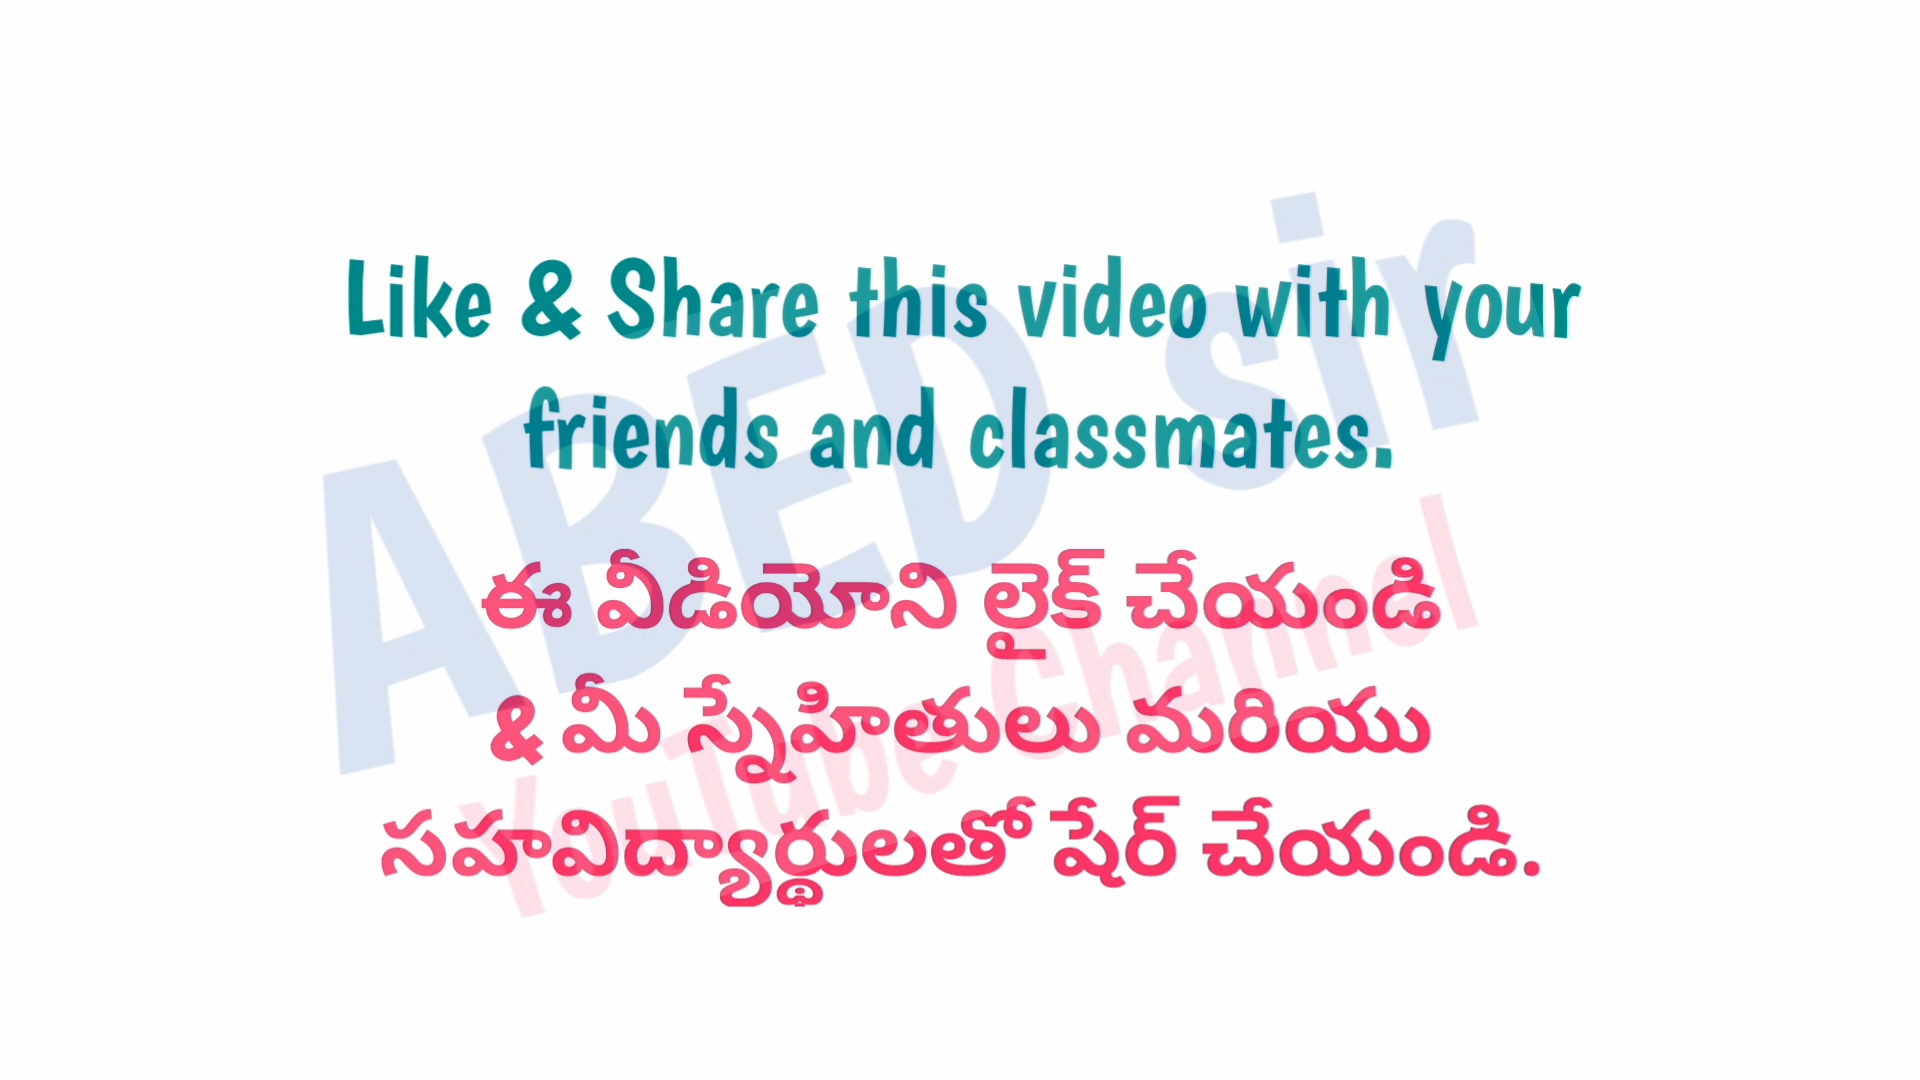 Like & Share this video with your
friends and classmates.
ఈ వీడియోని లైక్ చేయండి
& మీ స్నేహితులు మరియు
సహవిద్యార్థులతో షేర్ చేయండి.
ABED sir
YouTube Channel